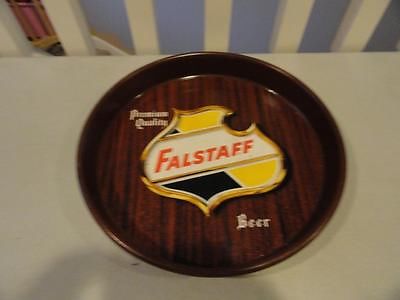 Premium
Quality
FALSTAFF
Beer